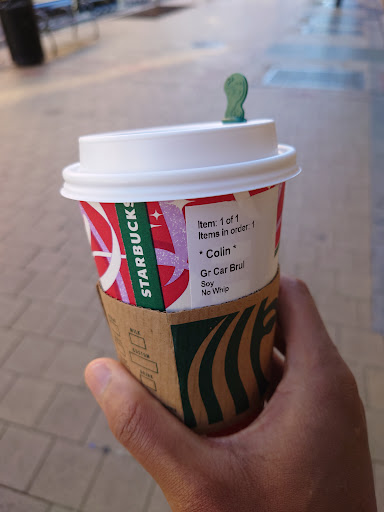 Item: 1 of 1
Items in order: 1
* Colin *
Gr Car Brul
Soy
No Whip
STARBUCKS